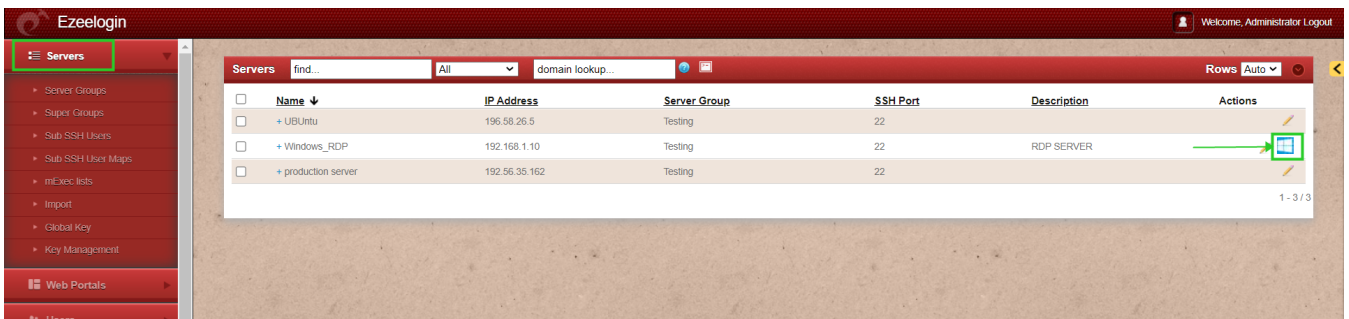 Ezeelogin
Welcome, Administrator Logout
Servers
Server Groups
Super Groups
Sub SSH Users
Sub SSH User Maps
mExec lists
Import
Global Key
Key Management
Web Portals
Users
Servers find... All domain lookup... Rows Auto
Name IP Address Server Group SSH Port Description Actions
+ UBUntu 196.58.26.5 Testing 22
+ Windows_RDP 192.168.1.10 Testing 22 RDP SERVER
+ production server 192.56.35.162 Testing 22
1 - 3 / 3